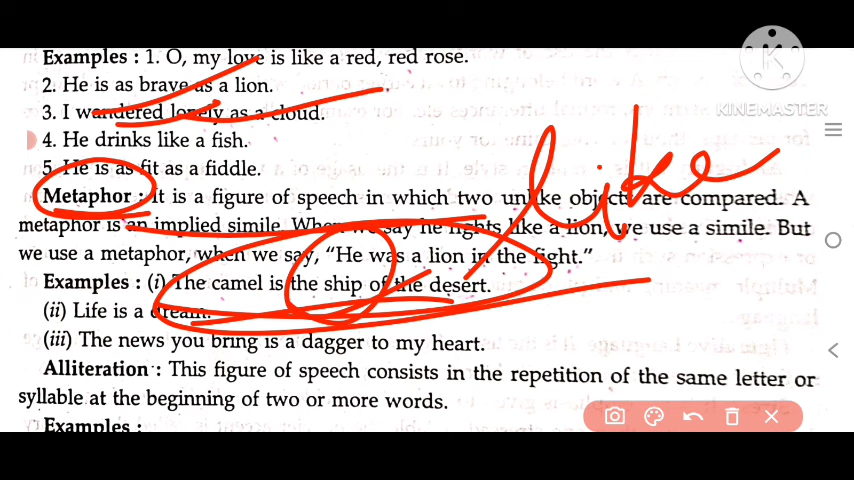 Examples : 1. O, my love is like a red, red rose.
2. He is as brave as a lion.
3. I wandered lonely as a cloud.
4. He drinks like a fish.
5. He is as fit as a fiddle.
Metaphor : It is a figure of speech in which two unlike objects are compared. A
metaphor is an implied simile. When we say he fights like a lion, we use a simile. But
we use a metaphor, when we say, “He was a lion in the fight.”
Examples : (i) The camel is the ship of the desert.
(ii) Life is a dream.
(iii) The news you bring is a dagger to my heart.
Alliteration : This figure of speech consists in the repetition of the same letter or
syllable at the beginning of two or more words.
Examples :
like
K
KINEMASTER